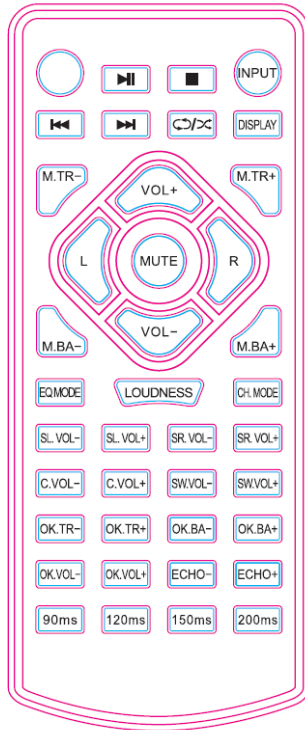 INPUT
DISPLAY
M.TR− M.TR+
VOL+
L MUTE R
VOL−
M.BA− M.BA+
EQ.MODE LOUDNESS CH. MODE
SL. VOL− SL. VOL+ SR. VOL− SR. VOL+
C.VOL− C.VOL+ SW.VOL− SW.VOL+
OK.TR− OK.TR+ OK.BA− OK.BA+
OK.VOL− OK.VOL+ ECHO− ECHO+
90ms 120ms 150ms 200ms